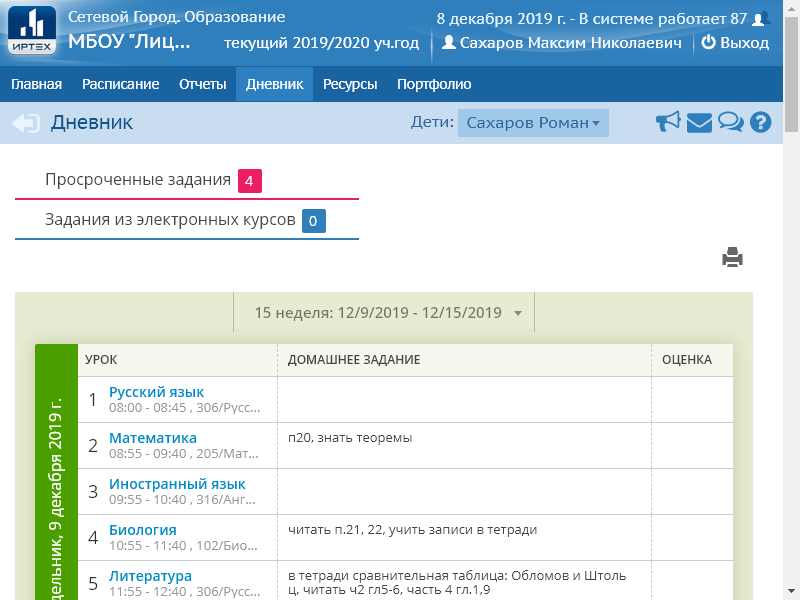 Сетевой Город. Образование
8 декабря 2019 г. - В системе работает 87
ИРТЕХ
МБОУ "Лиц...
текущий 2019/2020 уч.год
Сахаров Максим Николаевич
Выход
Главная Расписание Отчеты Дневник Ресурсы Портфолио
Дневник
Дети: Сахаров Роман
Просроченные задания 4
Задания из электронных курсов 0
15 неделя: 12/9/2019 - 12/15/2019
дельник, 9 декабря 2019 г.
УРОК ДОМАШНЕЕ ЗАДАНИЕ ОЦЕНКА
1 Русский язык
08:00 - 08:45 , 306/Русс...
2 Математика п20, знать теоремы
08:55 - 09:40 , 205/Мат...
3 Иностранный язык
09:55 - 10:40 , 316/Анг...
4 Биология читать п.21, 22, учить записи в тетради
10:55 - 11:40 , 102/Био...
5 Литература в тетради сравнительная таблица: Обломов и Штоль
11:55 - 12:40 , 306/Русс... ц, читать ч2 гл5-6, часть 4 гл.1,9